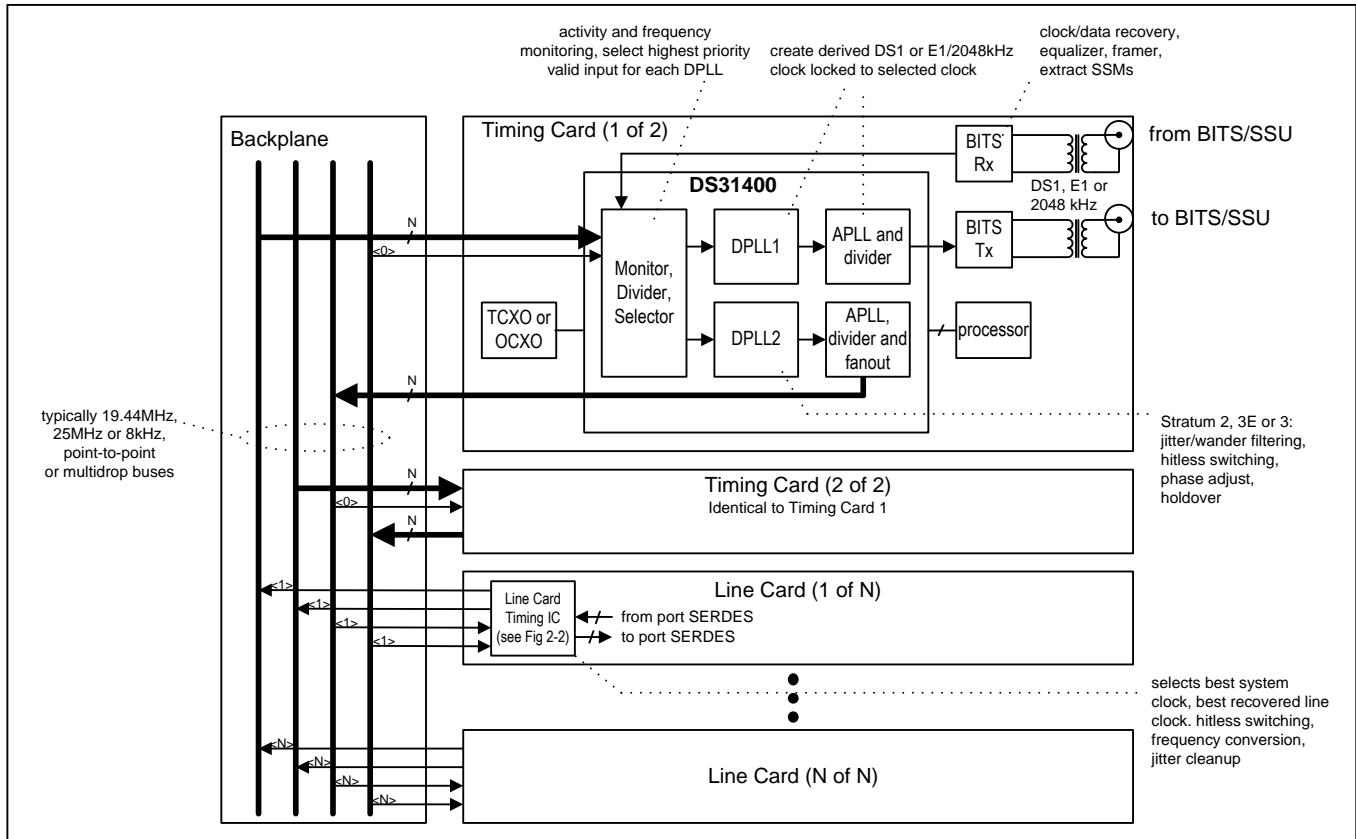 activity and frequency
monitoring, select highest priority
valid input for each DPLL
create derived DS1 or E1/2048kHz
clock locked to selected clock
clock/data recovery,
equalizer, framer,
extract SSMs
Backplane
Timing Card (1 of 2)
BITS
Rx
from BITS/SSU
DS31400
DS1, E1 or
2048 kHz
to BITS/SSU
N
<0>
Monitor,
Divider,
Selector
DPLL1
APLL and
divider
BITS
Tx
TCXO or
OCXO
DPLL2
APLL,
divider and
fanout
processor
N
typically 19.44MHz,
25MHz or 8kHz,
point-to-point
or multidrop buses
Stratum 2, 3E or 3:
jitter/wander filtering,
hitless switching,
phase adjust,
holdover
N
<0>
N
Timing Card (2 of 2)
Identical to Timing Card 1
<1>
<1>
<1>
<1>
Line Card
Timing IC
(see Fig 2-2)
Line Card (1 of N)
from port SERDES
to port SERDES
selects best system
clock, best recovered line
clock. hitless switching,
frequency conversion,
jitter cleanup
<N>
<N>
<N>
<N>
Line Card (N of N)